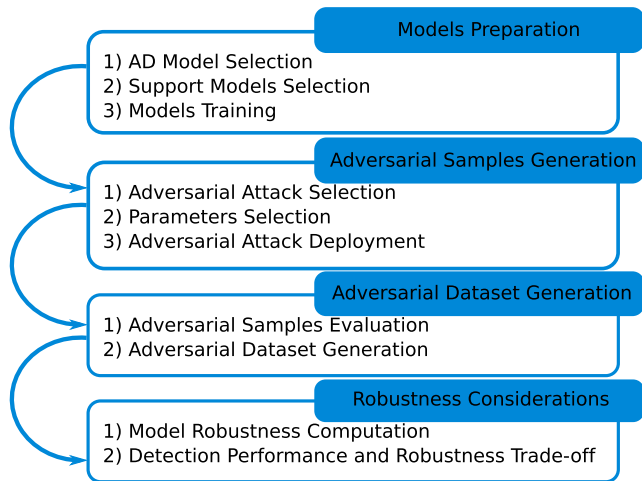 Models Preparation
1) AD Model Selection
2) Support Models Selection
3) Models Training
Adversarial Samples Generation
1) Adversarial Attack Selection
2) Parameters Selection
3) Adversarial Attack Deployment
Adversarial Dataset Generation
1) Adversarial Samples Evaluation
2) Adversarial Dataset Generation
Robustness Considerations
1) Model Robustness Computation
2) Detection Performance and Robustness Trade-off